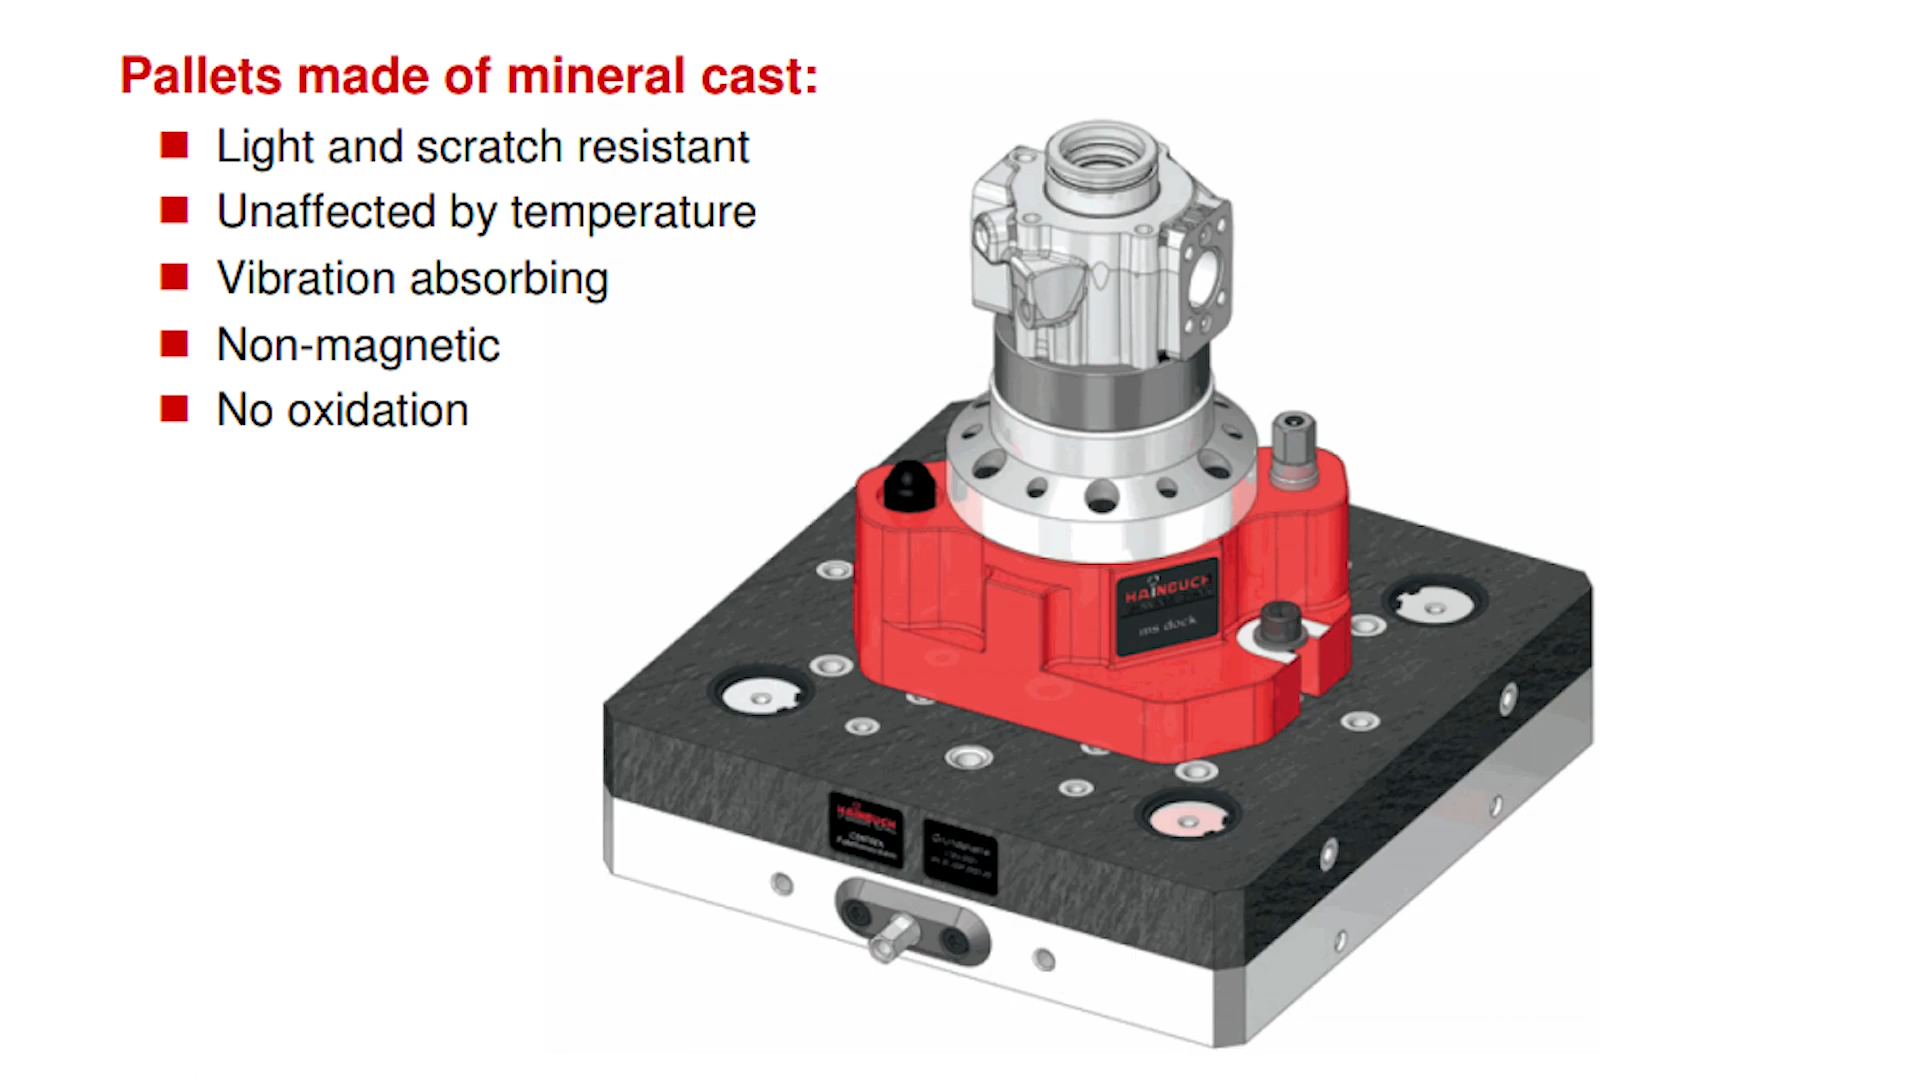 Pallets made of mineral cast:
Light and scratch resistant
Unaffected by temperature
Vibration absorbing
Non-magnetic
No oxidation
HAINBUCH
ms dock
HAINBUCH